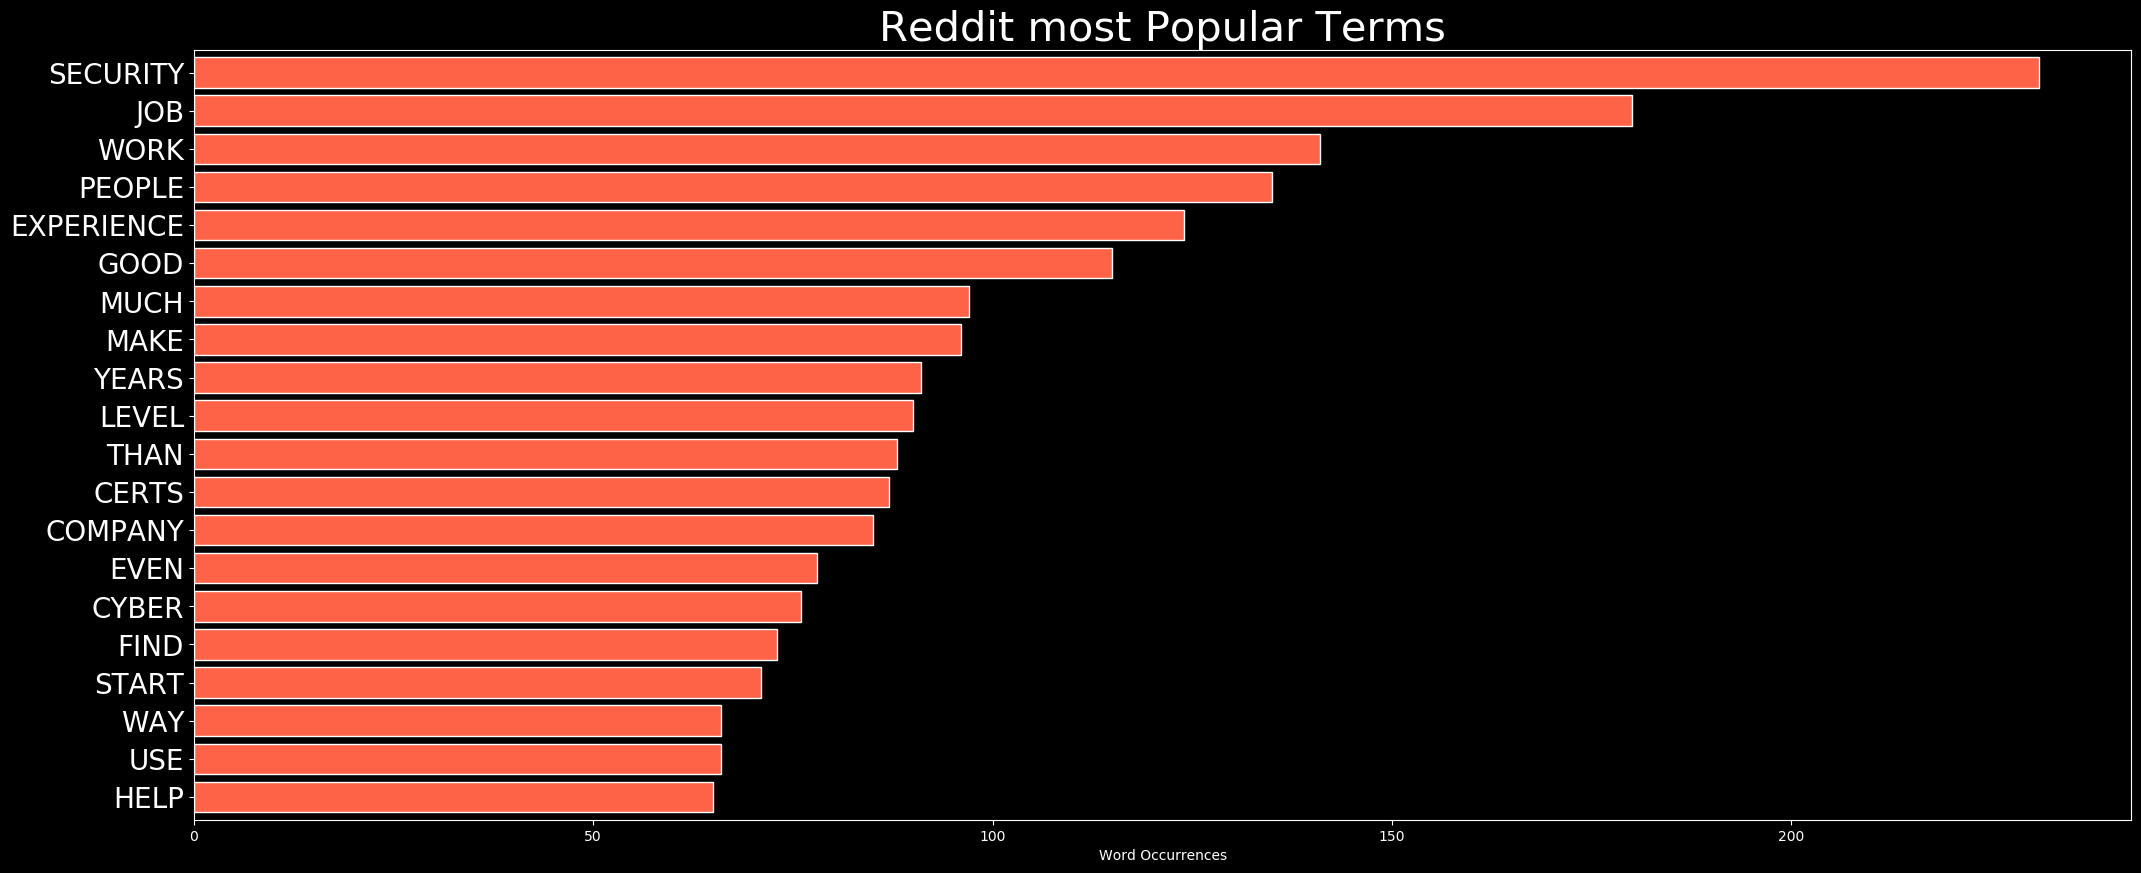 Reddit most Popular Terms
SECURITY
JOB
WORK
PEOPLE
EXPERIENCE
GOOD
MUCH
MAKE
YEARS
LEVEL
THAN
CERTS
COMPANY
EVEN
CYBER
FIND
START
WAY
USE
HELP
0 50 100 150 200
Word Occurrences